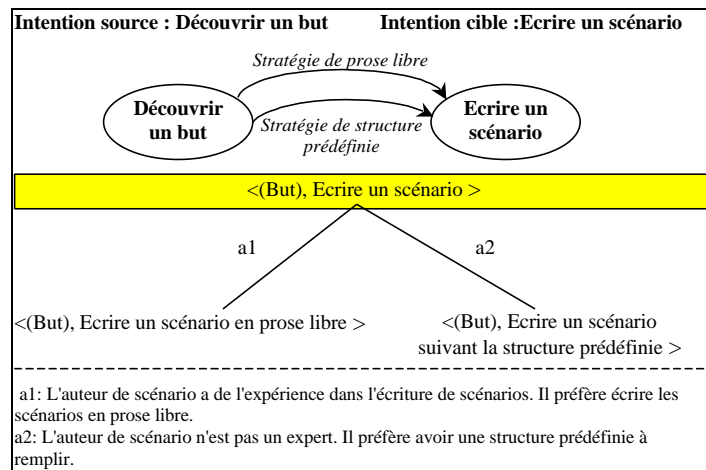 Intention source : Découvrir un but Intention cible :Ecrire un scénario
Stratégie de prose libre
Découvrir
un but
Ecrire un
scénario
Stratégie de structure
prédéfinie
<(But), Ecrire un scénario >
a1 a2
<(But), Ecrire un scénario en prose libre >
<(But), Ecrire un scénario
suivant la structure prédéfinie >
a1: L'auteur de scénario a de l'expérience dans l'écriture de scénarios. Il préfère écrire les
scénarios en prose libre.
a2: L'auteur de scénario n'est pas un expert. Il préfère avoir une structure prédéfinie à
remplir.